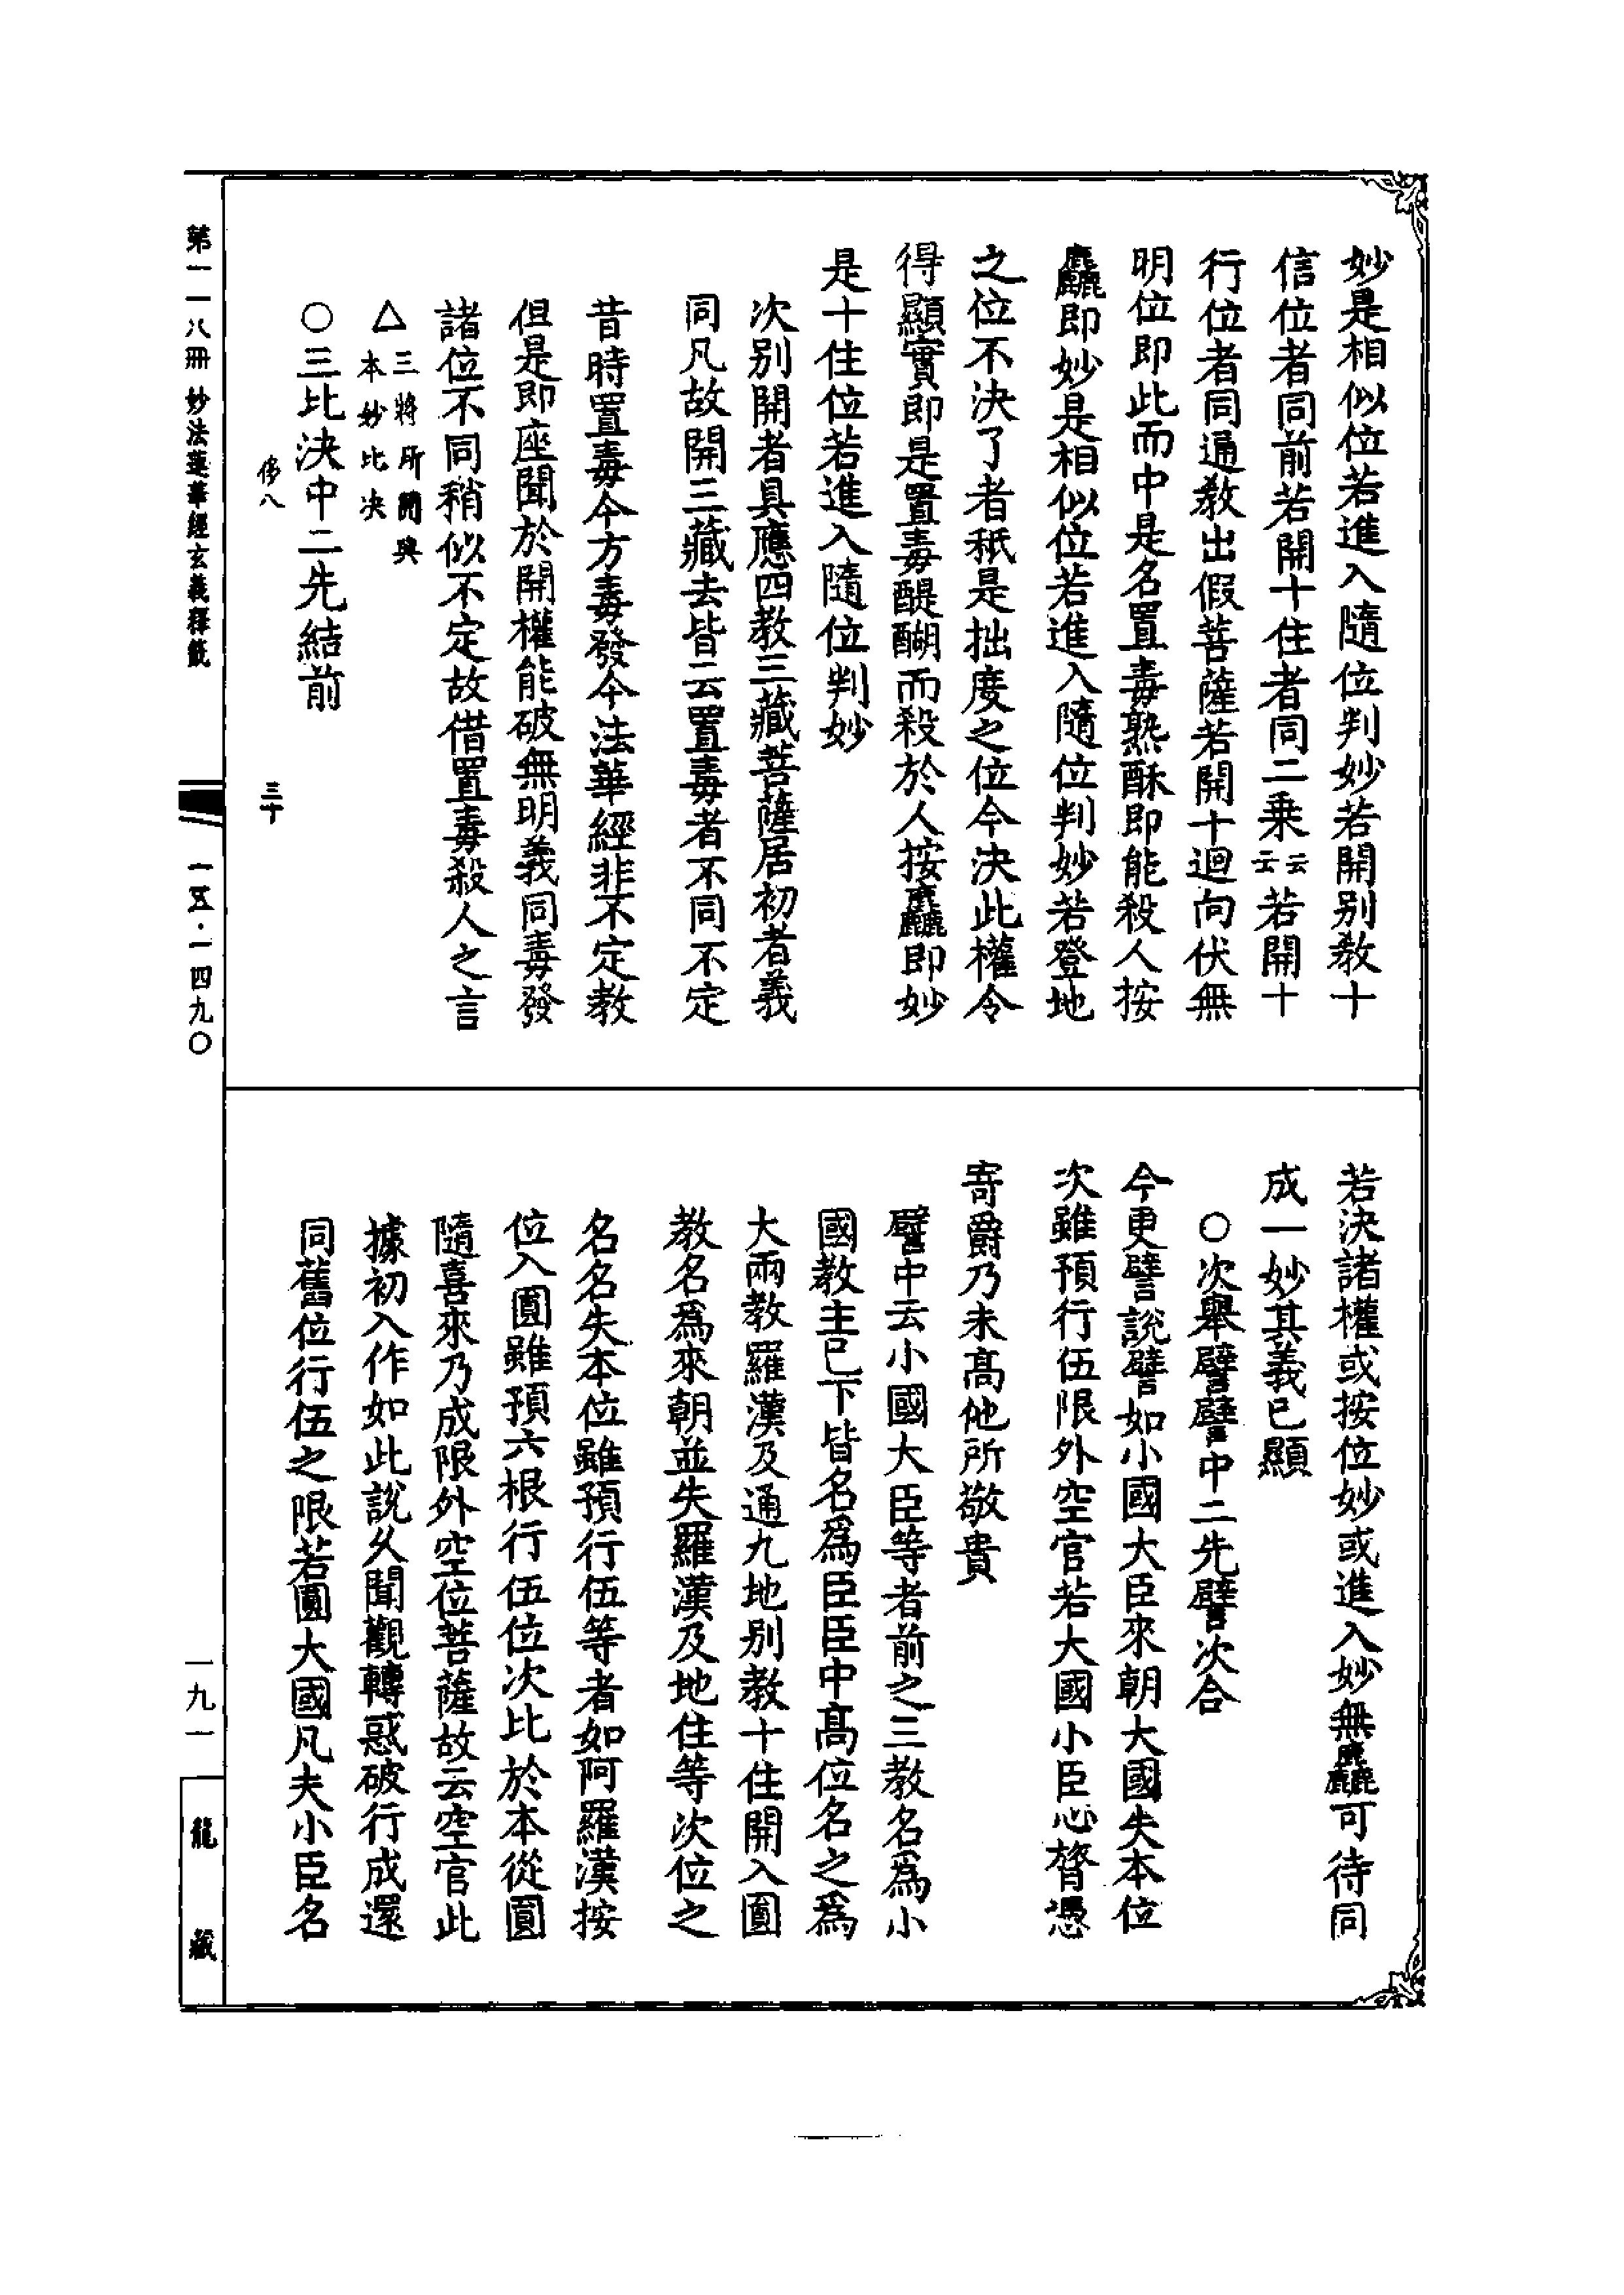 妙是相似位若進入隨位判妙若開別教十
信位者同前若開十住者同二乘云云若開十
行位者同通教出假菩薩若開十迴向伏無
明位即此而中是名置毒熟酥即能殺人按
麤即妙是相似位若進入隨位判妙若登地
之位不決了者秖是拙度之位今決此權令
得顯實即是置毒醍醐而殺於人按麤即妙
是十住位若進入隨位判妙
次別開者具應四教三藏菩薩居初者義
同凡故開三藏去皆云置毒者不同不定
昔時置毒今方毒發今法華經非不定教
但是即座聞於開權能破無明義同毒發
諸位不同稍似不定故借置毒殺人之言
△三將所開與
本妙比決
○三比決中二先結前
侈八
三十
若決諸權或按位妙或進入妙無麤可待同
成一妙其義已顯
○次舉譬譬中二先譬次合
今更譬說譬如小國大臣來朝大國失本位
次雖預行伍限外空官若大國小臣心膂憑
寄爵乃未高他所敬貴
譬中云小國大臣等者前之三教名爲小
國教主已下皆名爲臣臣中高位名之爲
大兩教羅漢及通九地別教十住開入圓
教名爲來朝並失羅漢及地住等次位之
名名失本位雖預行伍等者如阿羅漢按
位入圓雖預六根行伍位次比於本從圓
隨喜來乃成限外空位菩薩故云空官此
據初入作如此說久聞觀轉惑破行成還
同舊位行伍之限若圓大國凡夫小臣名
第一一八冊 妙法蓮華經玄義釋籤
一五·一四九〇
一九一
龍藏